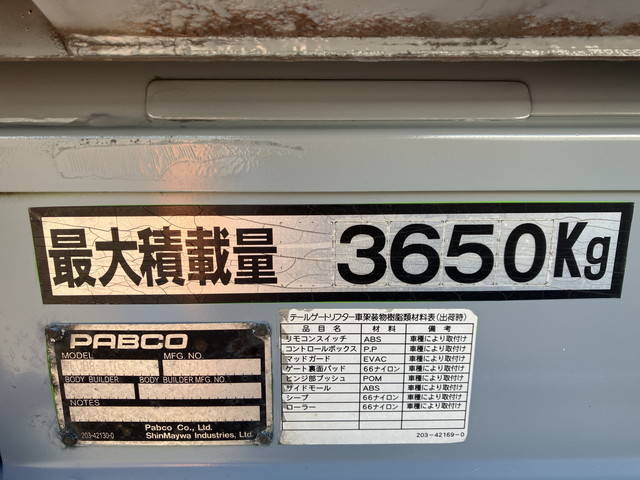 最大積載量 3650Kg
PABCO
MODEL MFG. NO.
BODY BUILDER BODY BUILDER MFG. NO.
NOTES
Pabco Co., Ltd.
203-42130-0 ShinMaywa Industries, Ltd.
テールゲートリフター車架装物樹脂類材料表(出荷時)
品名 材料 備考
リモコンスイッチ ABS 車種により取付け
コントロールボックス P.P 車種により取付け
マッドガード EVAC 車種により取付け
ゲート裏面パッド 66ナイロン 車種により取付け
ヒンジ部ブッシュ POM 車種により取付け
サイドモール ABS 車種により取付け
シーブ 66ナイロン 車種により取付け
ローラー 66ナイロン 車種により取付け
203-42169-0